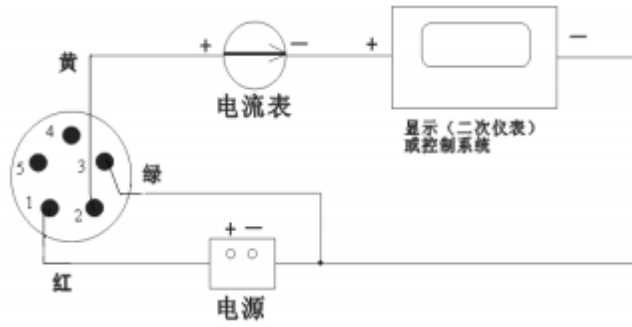 黄
+
—
+
—
电流表
显示（二次仪表）
或控制系统
4
5
3
绿
1
2
+ —
红
电源